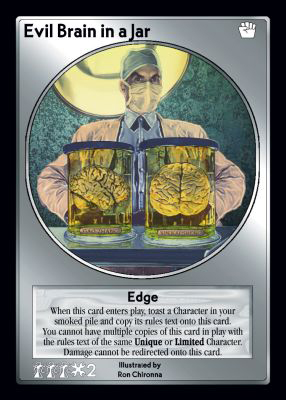 Evil Brain in a Jar
Edge
When this card enters play, toast a Character in your
smoked pile and copy its rules text onto this card.
You cannot have multiple copies of this card in play with
the rules text of the same Unique or Limited Character.
Damage cannot be redirected onto this card.
2
Illustrated by
Ron Chironna